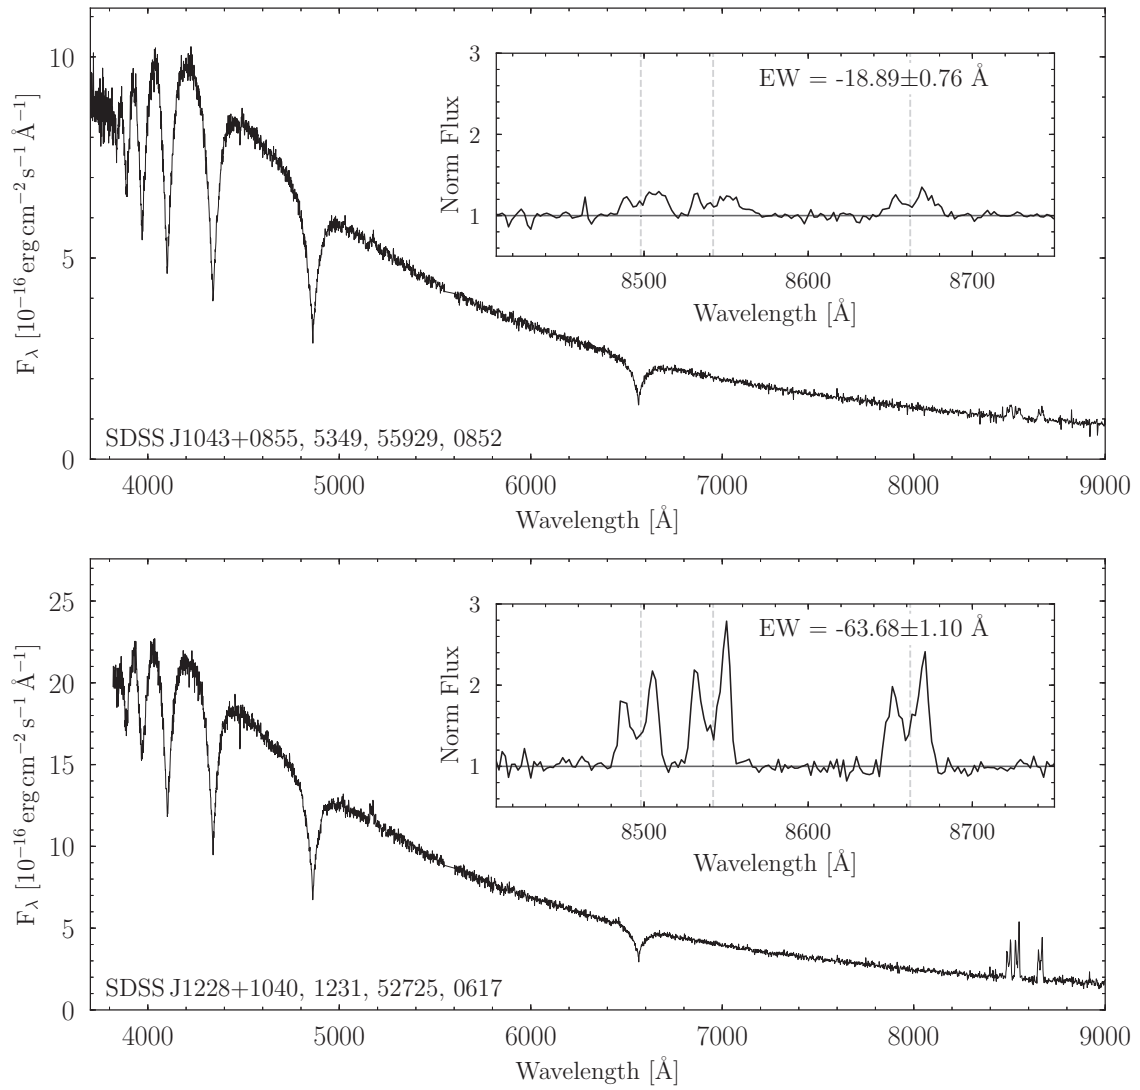 10
5
0
F_λ [10^−16 erg cm^−2 s^−1 Å^−1]
3
2
1
Norm Flux
EW = -18.89±0.76 Å
8500 8600 8700
Wavelength [Å]
SDSS J1043+0855, 5349, 55929, 0852
4000 5000 6000 7000 8000 9000
Wavelength [Å]
25
20
15
10
5
0
F_λ [10^−16 erg cm^−2 s^−1 Å^−1]
3
2
1
Norm Flux
EW = -63.68±1.10 Å
8500 8600 8700
Wavelength [Å]
SDSS J1228+1040, 1231, 52725, 0617
4000 5000 6000 7000 8000 9000
Wavelength [Å]